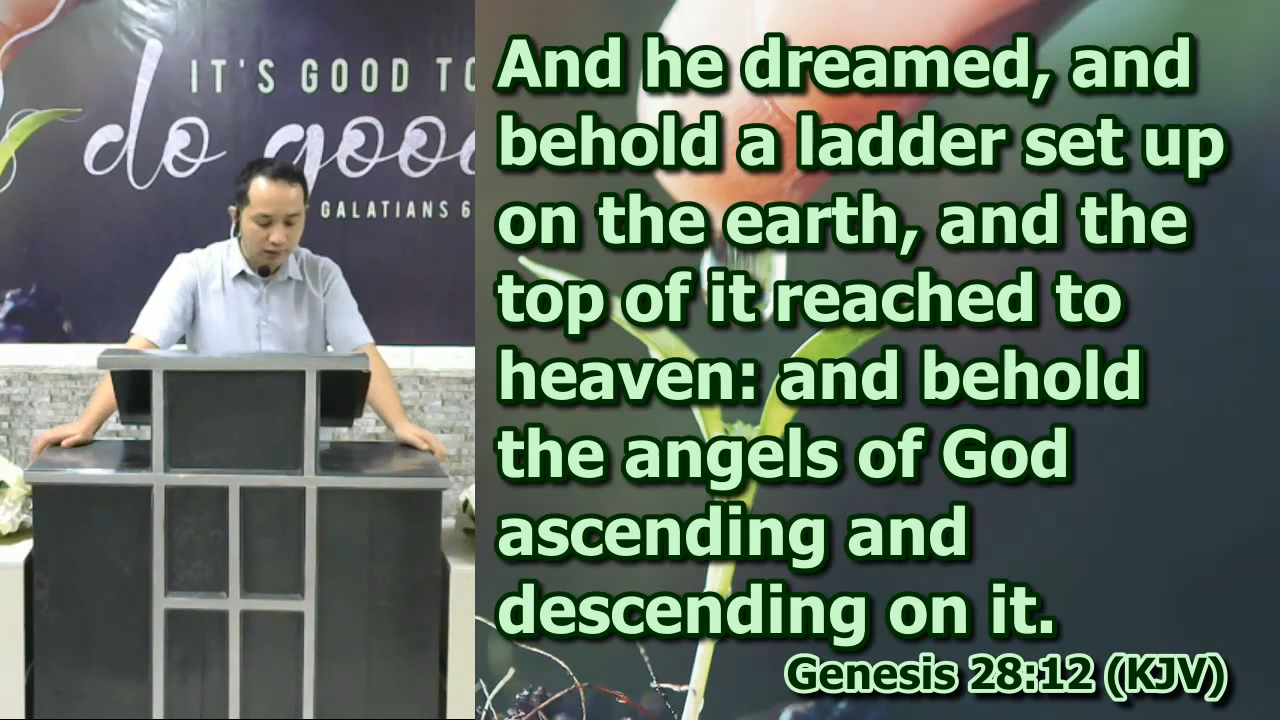 IT'S GOOD TO
do good
GALATIANS 6
And he dreamed, and
behold a ladder set up
on the earth, and the
top of it reached to
heaven: and behold
the angels of God
ascending and
descending on it.
Genesis 28:12 (KJV)